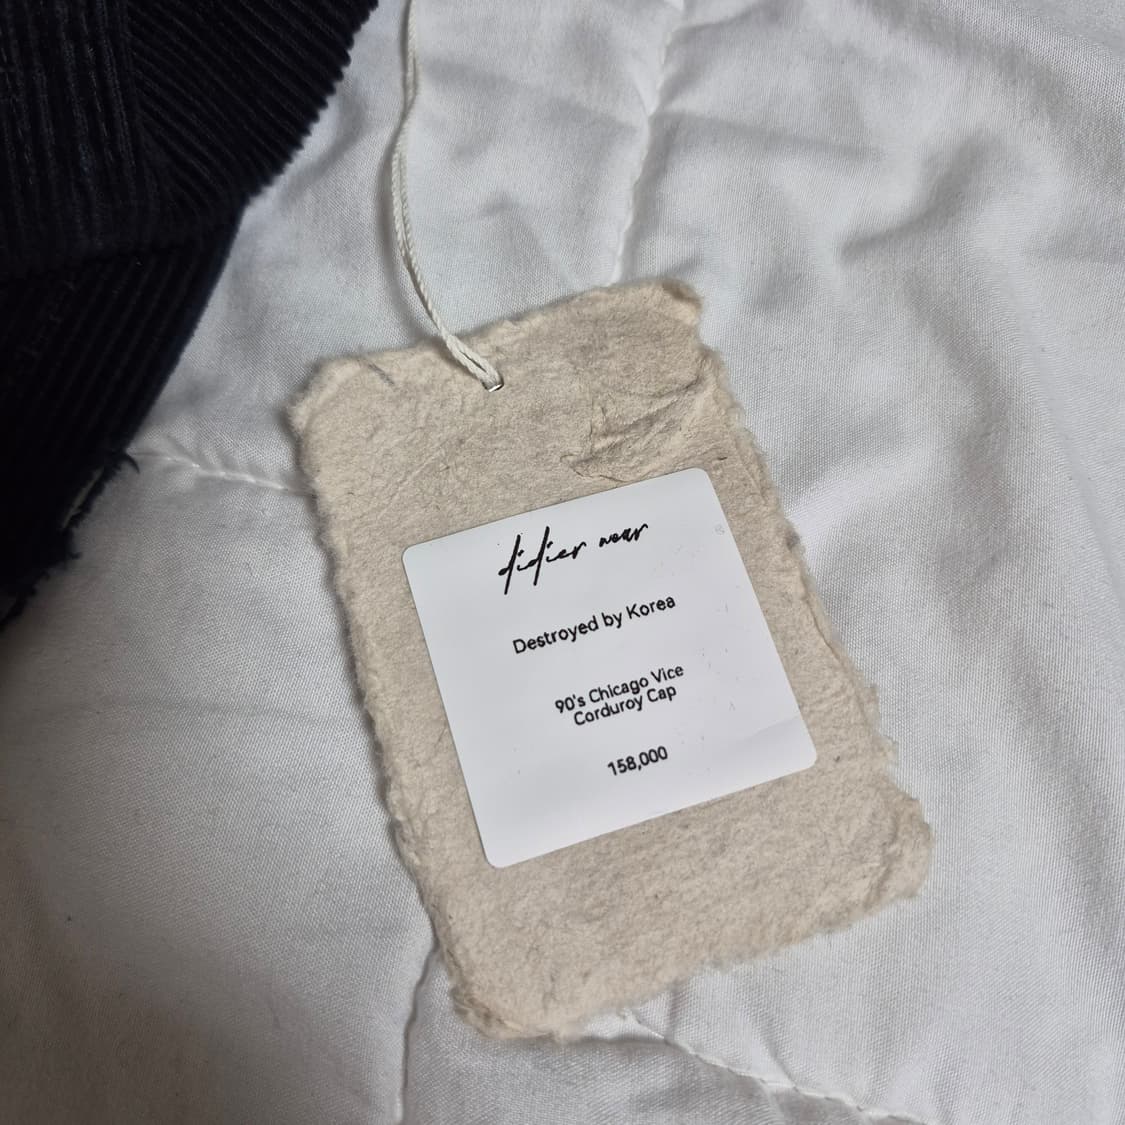 didier wear
Destroyed by Korea
90's Chicago Vice
Corduroy Cap
158,000